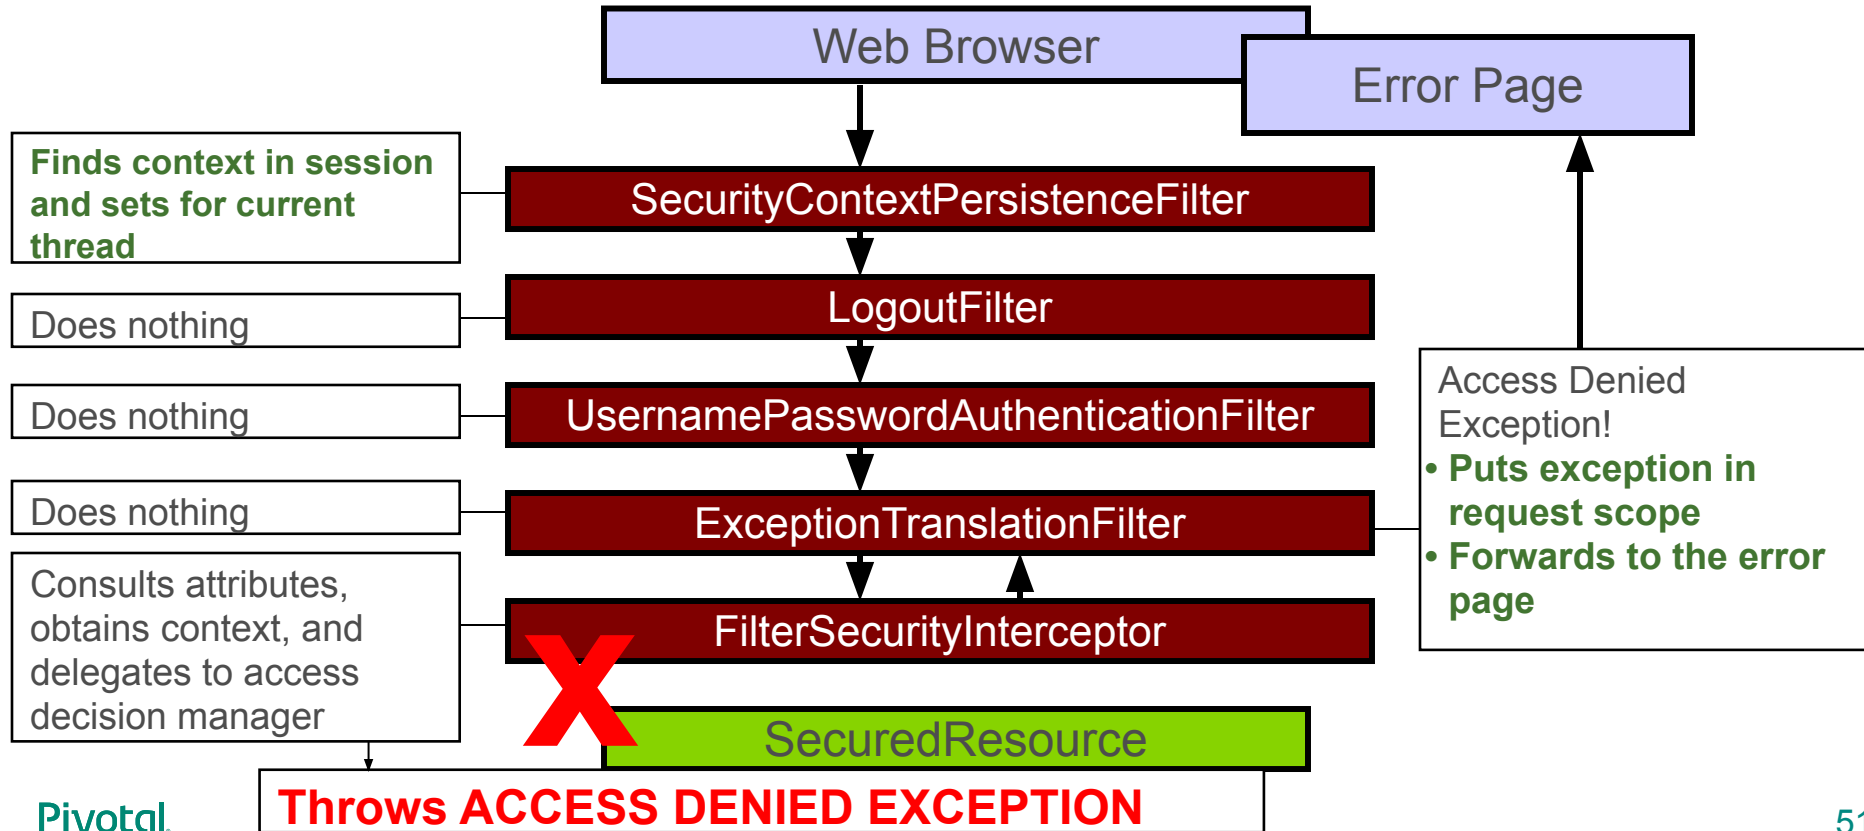 Web Browser
Error Page
Finds context in session
and sets for current
thread
SecurityContextPersistenceFilter
Does nothing
LogoutFilter
Does nothing
UsernamePasswordAuthenticationFilter
Does nothing
ExceptionTranslationFilter
Access Denied
Exception!
• Puts exception in
request scope
• Forwards to the error
page
Consults attributes,
obtains context, and
delegates to access
decision manager
FilterSecurityInterceptor
X
SecuredResource
Throws ACCESS DENIED EXCEPTION
Pivotal
51